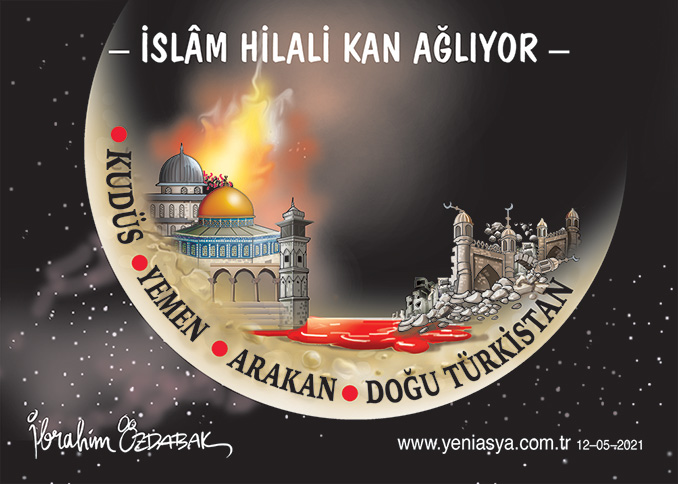 – İSLÂM HİLALİ KAN AĞLIYOR –
• KUDÜS • YEMEN • ARAKAN • DOĞU TÜRKİSTAN
İbrahim ÖZDABAK
www.yeniasya.com.tr 12-05-2021